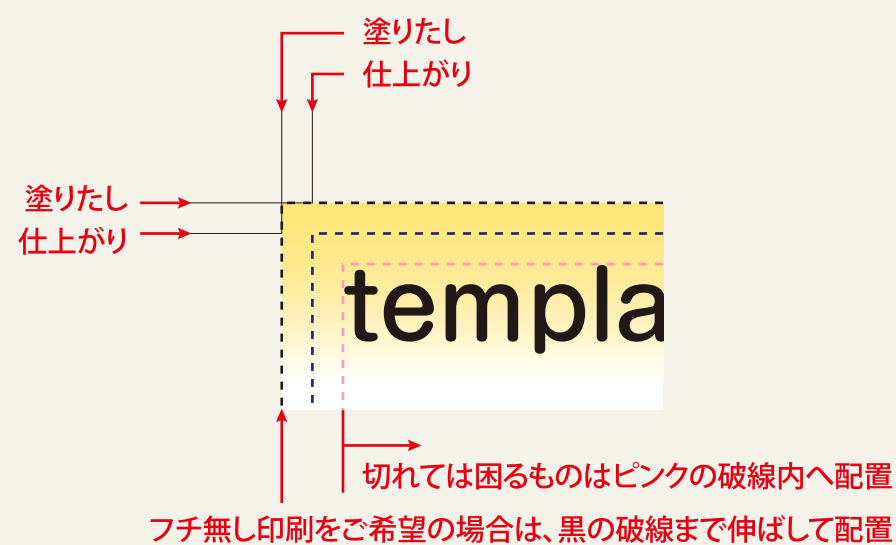 塗りたし
仕上がり
塗りたし
仕上がり
templa
切れては困るものはピンクの破線内へ配置
フチ無し印刷をご希望の場合は、黒の破線まで伸ばして配置